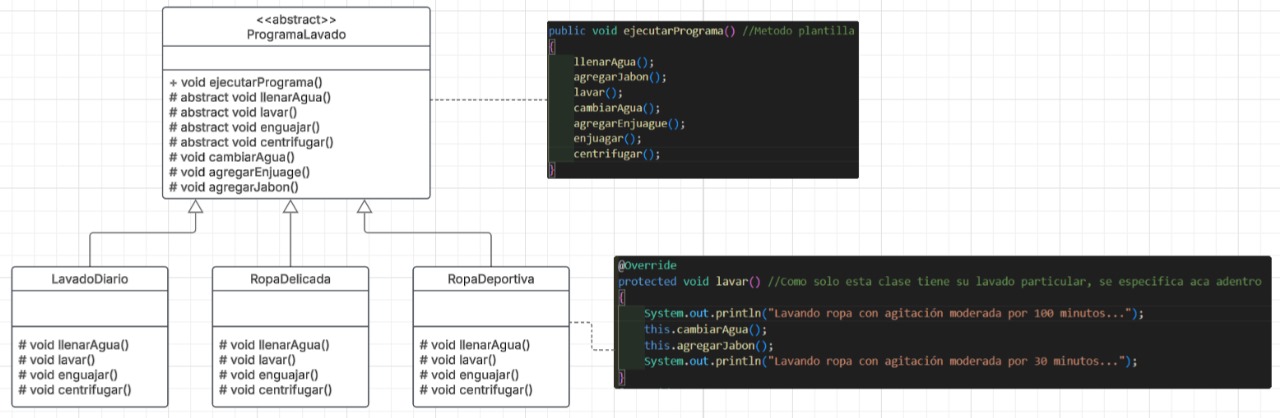 <<abstract>>
ProgramaLavado
+ void ejecutarPrograma()
# abstract void llenarAgua()
# abstract void lavar()
# abstract void enguajar()
# abstract void centrifugar()
# void cambiarAgua()
# void agregarEnjuage()
# void agregarJabon()
public void ejecutarPrograma() //Metodo plantilla
{
llenarAgua();
agregarJabon();
lavar();
cambiarAgua();
agregarEnjuague();
enjuagar();
centrifugar();
}
LavadoDiario
# void llenarAgua()
# void lavar()
# void enguajar()
# void centrifugar()
RopaDelicada
# void llenarAgua()
# void lavar()
# void enguajar()
# void centrifugar()
RopaDeportiva
# void llenarAgua()
# void lavar()
# void enguajar()
# void centrifugar()
@Override
protected void lavar() //Como solo esta clase tiene su lavado particular, se especifica aca adentro
{
System.out.println("Lavando ropa con agitación moderada por 100 minutos...");
this.cambiarAgua();
this.agregarJabon();
System.out.println("Lavando ropa con agitación moderada por 30 minutos...");
}